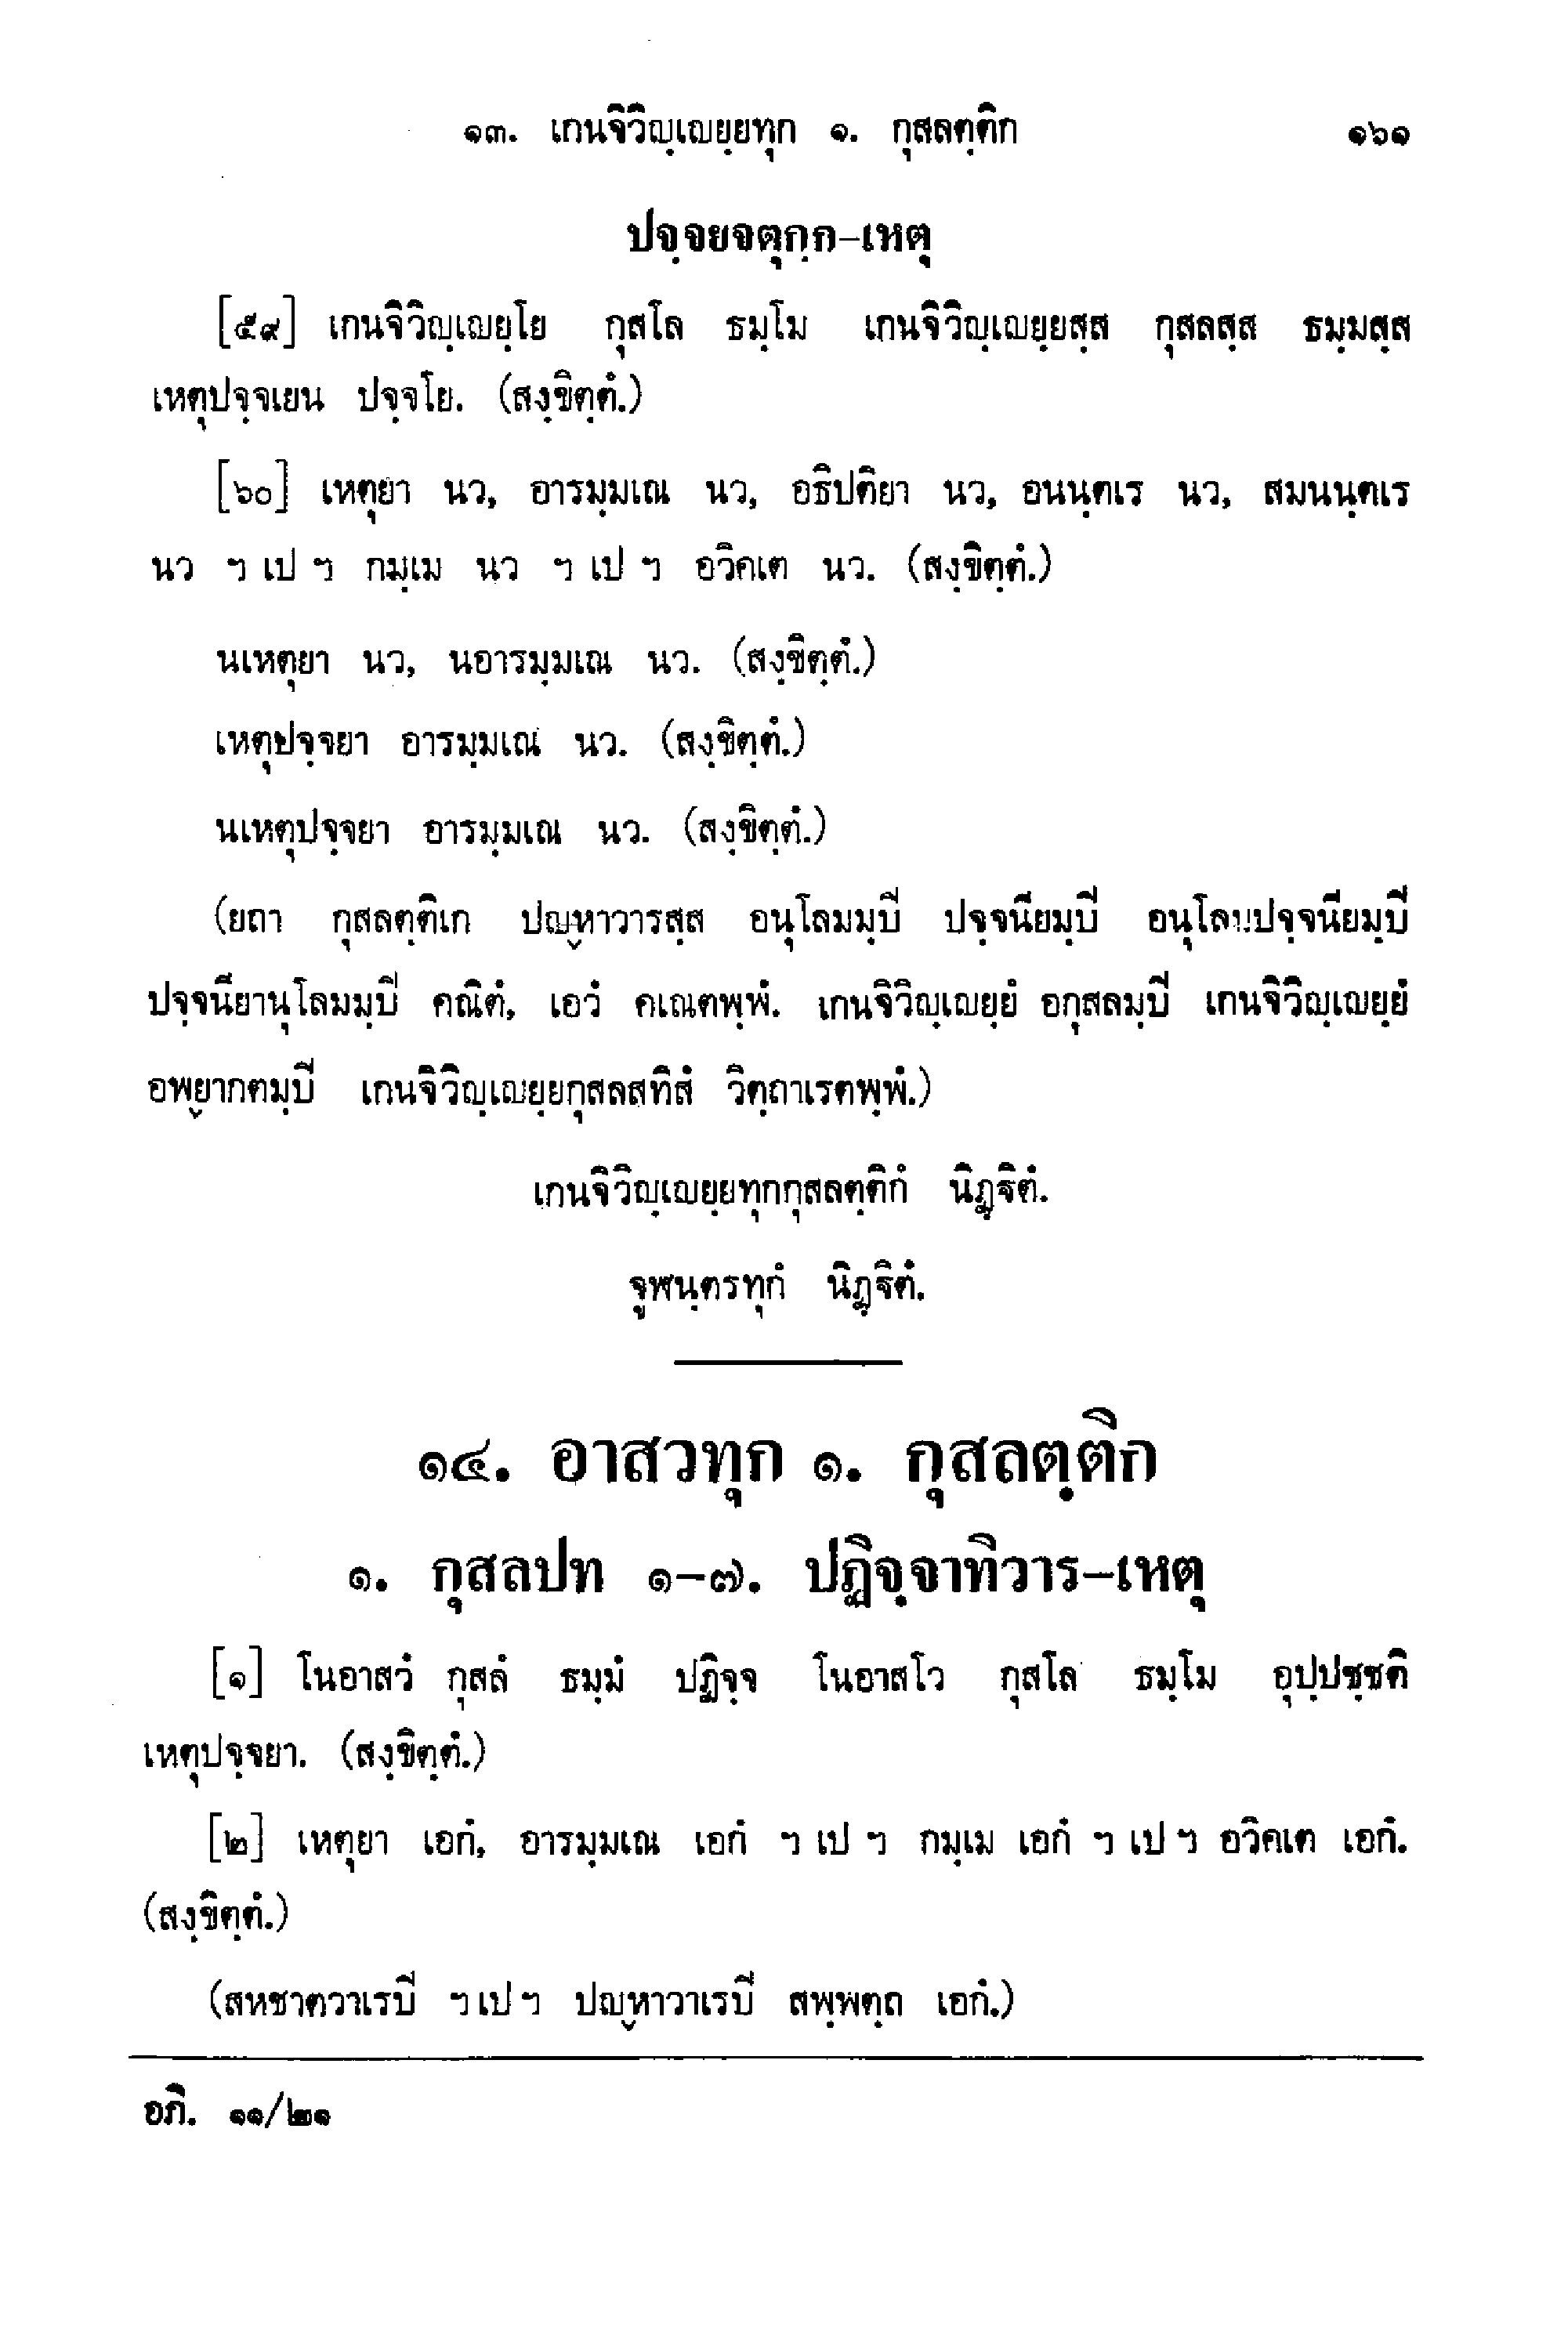 ๑๓. เกนจิวิญฺเญยฺยทุก ๑. กุสลตฺติก ๑๖๑
ปจฺจยจตุกฺก–เหตุ
[๕๙] เกนจิวิญฺเญยฺโย กุสโล ธมฺโม เกนจิวิญฺเญยฺยสฺส กุสลสฺส ธมฺมสฺส
เหตุปจฺจเยน ปจฺจโย. (สงฺขิตฺตํ.)
[๖๐] เหตุยา นว, อารมฺมเณ นว, อธิปติยา นว, อนนฺตเร นว, สมนนฺตเร
นว ฯ เป ฯ กมฺเม นว ฯ เป ฯ อวิคเต นว. (สงฺขิตฺตํ.)
นเหตุยา นว, นอารมฺมเณ นว. (สงฺขิตฺตํ.)
เหตุปจฺจยา อารมฺมเณ นว. (สงฺขิตฺตํ.)
นเหตุปจฺจยา อารมฺมเณ นว. (สงฺขิตฺตํ.)
(ยถา กุสลตฺติเก ปญฺหาวารสฺส อนุโลมมฺปิ ปจฺจนียมฺปิ อนุโลมปจฺจนียมฺปิ
ปจฺจนียานุโลมมฺปิ คณิตํ, เอวํ คเณตพฺพํ. เกนจิวิญฺเญยฺยํ อกุสลมฺปิ เกนจิวิญฺเญยฺยํ
อพฺยากตมฺปิ เกนจิวิญฺเญยฺยกุสลสทิสํ วิตฺถาเรตพฺพํ.)
เกนจิวิญฺเญยฺยทุกกุสลตฺติกํ นิฏฺฐิตํ.
จูฬนฺตรทุกํ นิฏฺฐิตํ.
๑๔. อาสวทุก ๑. กุสลตฺติก
๑. กุสลปท ๑–๗. ปฏิจฺจาทิวาร–เหตุ
[๑] โนอาสวํ กุสลํ ธมฺมํ ปฏิจฺจ โนอาสโว กุสโล ธมฺโม อุปฺปชฺชติ
เหตุปจฺจยา. (สงฺขิตฺตํ.)
[๒] เหตุยา เอกํ, อารมฺมเณ เอกํ ฯ เป ฯ กมฺเม เอกํ ฯ เป ฯ อวิคเต เอกํ.
(สงฺขิตฺตํ.)
(สหชาตวาเรปิ ฯ เป ฯ ปญฺหาวาเรปิ สพฺพตฺถ เอกํ.)
อภิ. ๑๑/๒๑